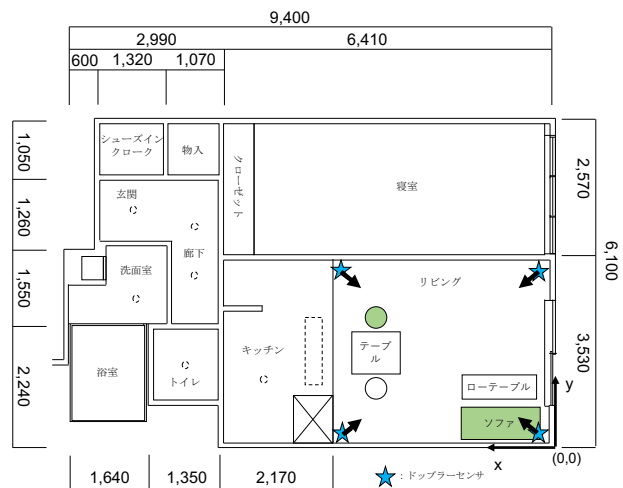 9,400
2,990
6,410
600
1,320
1,070
1,050
1,260
1,550
2,240
シューズイン
クローク
物入
クローゼット
寝室
2,570
6,100
3,530
玄関
廊下
洗面室
リビング
キッチン
テーブ
ル
浴室
トイレ
ローテーブル
ソファ
y
x
(0,0)
1,640
1,350
2,170
：ドップラーセンサ